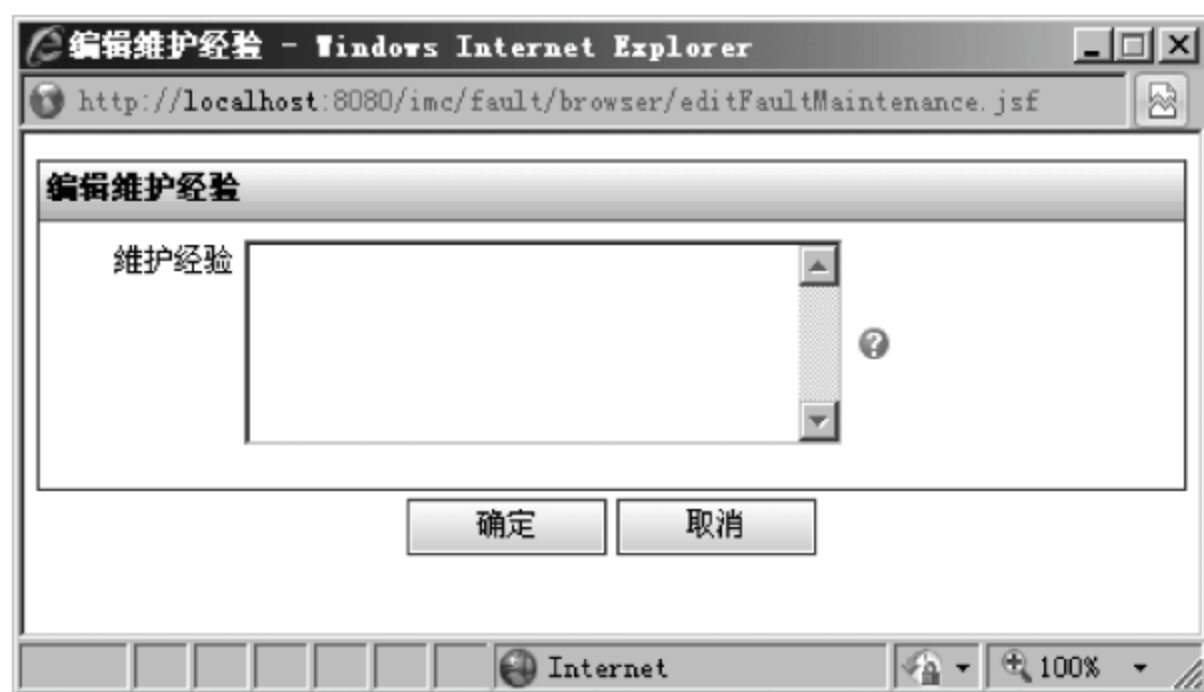 编辑维护经验 - Windows Internet Explorer
http://localhost:8080/imc/fault/browser/editFaultMaintenance.jsf
编辑维护经验
维护经验
确定 取消
Internet 100%